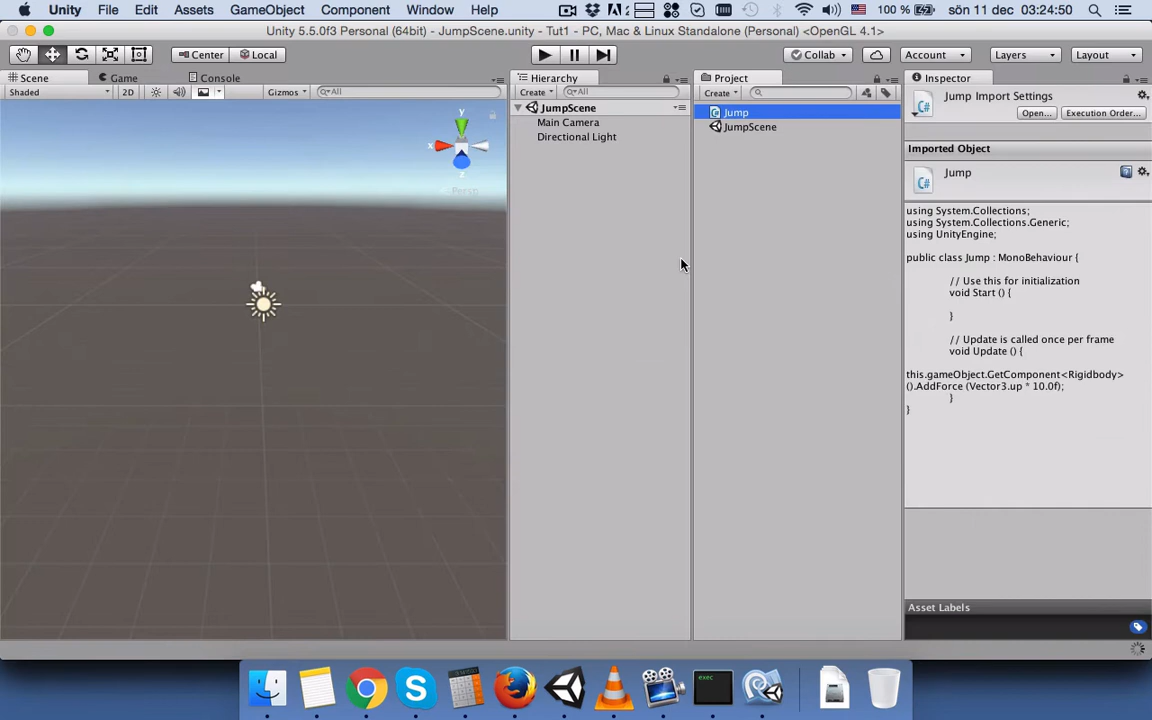 Unity File Edit Assets GameObject Component Window Help 100 % sön 11 dec 03:24:50
Unity 5.5.0f3 Personal (64bit) - JumpScene.unity - Tut1 - PC, Mac & Linux Standalone (Personal) <OpenGL 4.1>
Center Local Collab Account Layers Layout
Scene Game Console Hierarchy Project Inspector
Shaded 2D Gizmos All Create All Create
Jump Import Settings
Open... Execution Order...
JumpScene
Main Camera
Directional Light
Jump
JumpScene
y
x
z
Persp
Imported Object
Jump
using System.Collections;
using System.Collections.Generic;
using UnityEngine;
public class Jump : MonoBehaviour {
// Use this for initialization
void Start () {
}
// Update is called once per frame
void Update () {
this.gameObject.GetComponent<Rigidbody>
().AddForce (Vector3.up * 10.0f);
}
}
Asset Labels
exec